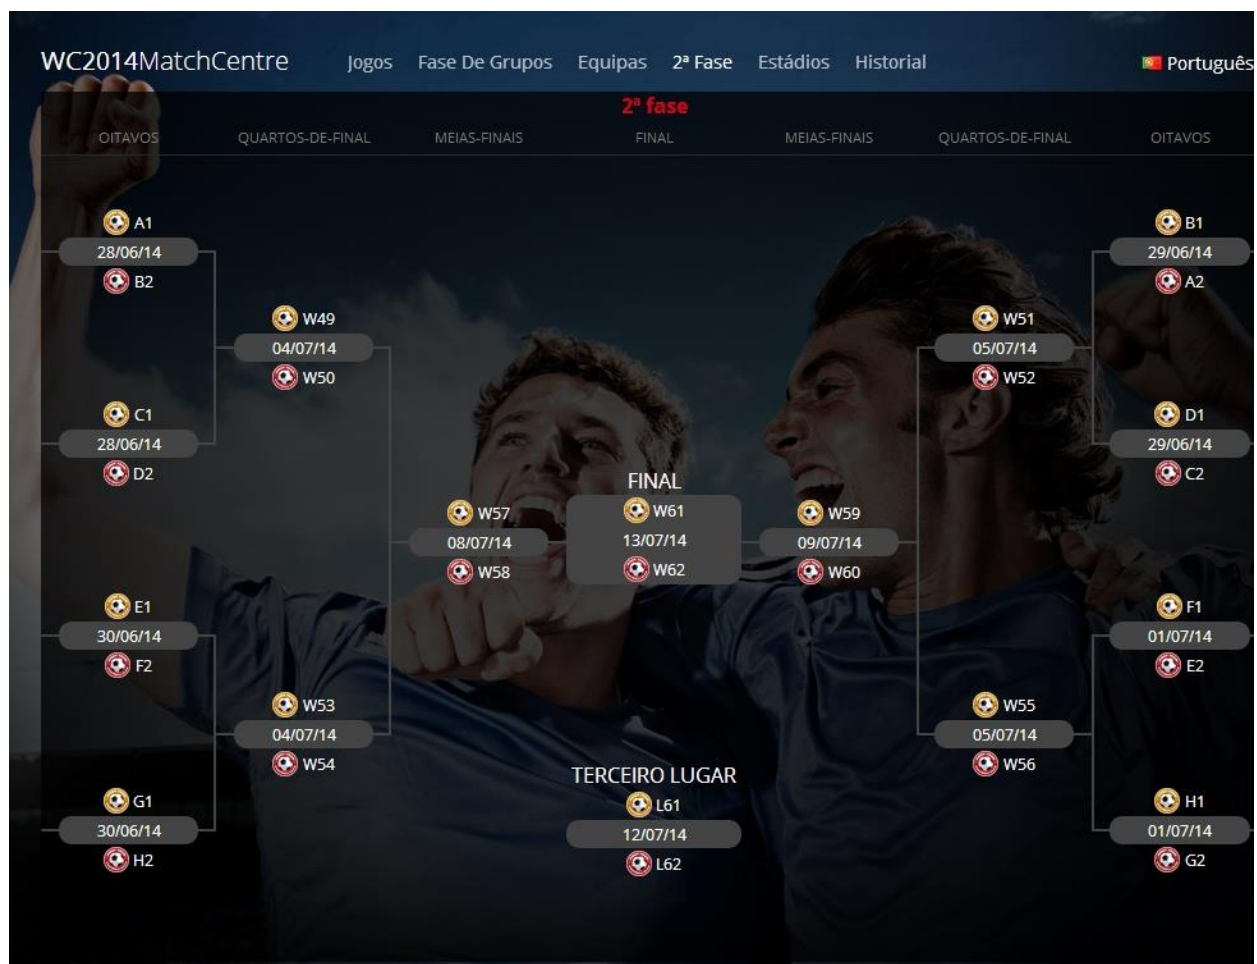 WC2014MatchCentre Jogos Fase De Grupos Equipas 2ª Fase Estádios Historial Português
2ª fase
OITAVOS QUARTOS-DE-FINAL MEIAS-FINAIS FINAL MEIAS-FINAIS QUARTOS-DE-FINAL OITAVOS
A1 B1
28/06/14 29/06/14
B2 A2
W49 W51
04/07/14 05/07/14
W50 W52
C1 D1
28/06/14 29/06/14
D2 C2
FINAL
W57 W61 W59
08/07/14 13/07/14 09/07/14
W58 W62 W60
E1 F1
30/06/14 01/07/14
F2 E2
W53 W55
04/07/14 05/07/14
W54 W56
TERCEIRO LUGAR
G1 L61 H1
30/06/14 12/07/14 01/07/14
H2 L62 G2